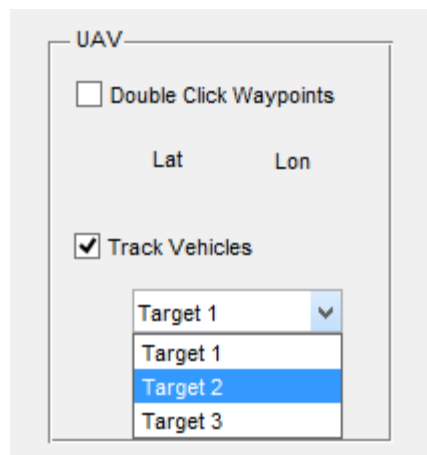 UAV
Double Click Waypoints
Lat Lon
Track Vehicles
Target 1
Target 1
Target 2
Target 3